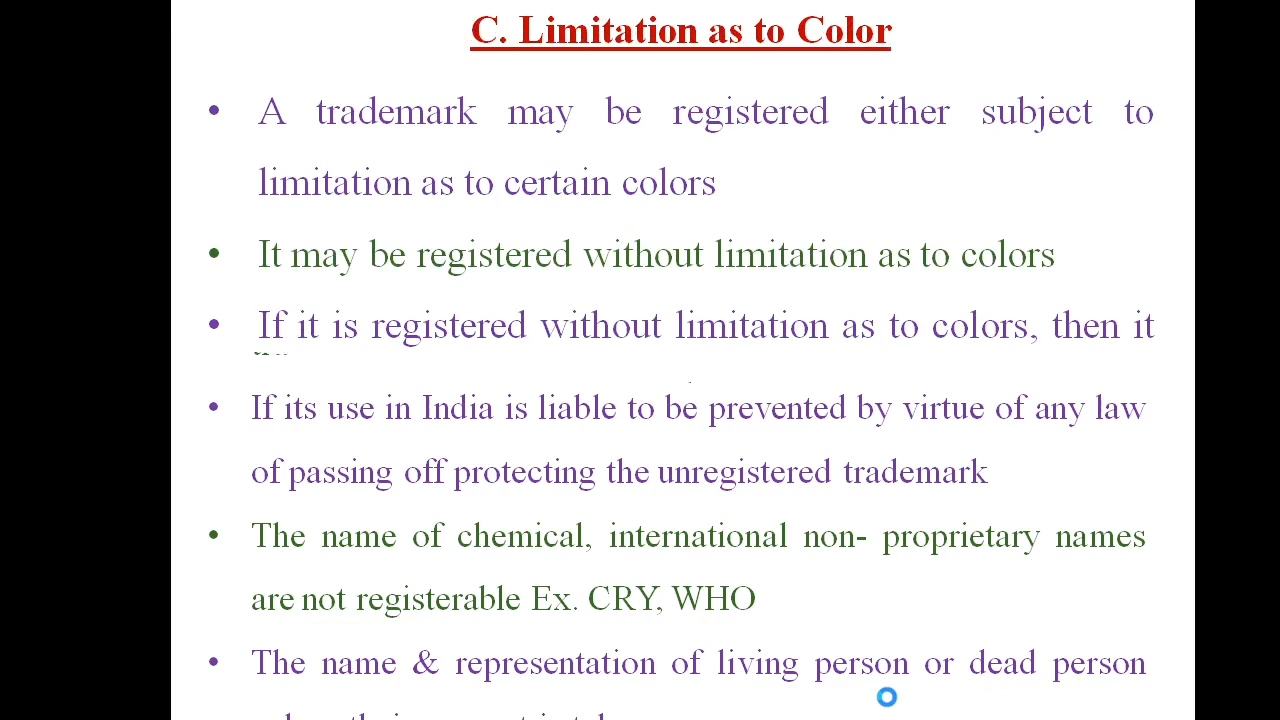 C. Limitation as to Color
• A trademark may be registered either subject to
limitation as to certain colors
• It may be registered without limitation as to colors
• If it is registered without limitation as to colors, then it
• If its use in India is liable to be prevented by virtue of any law
of passing off protecting the unregistered trademark
• The name of chemical, international non- proprietary names
are not registerable Ex. CRY, WHO
• The name & representation of living person or dead person